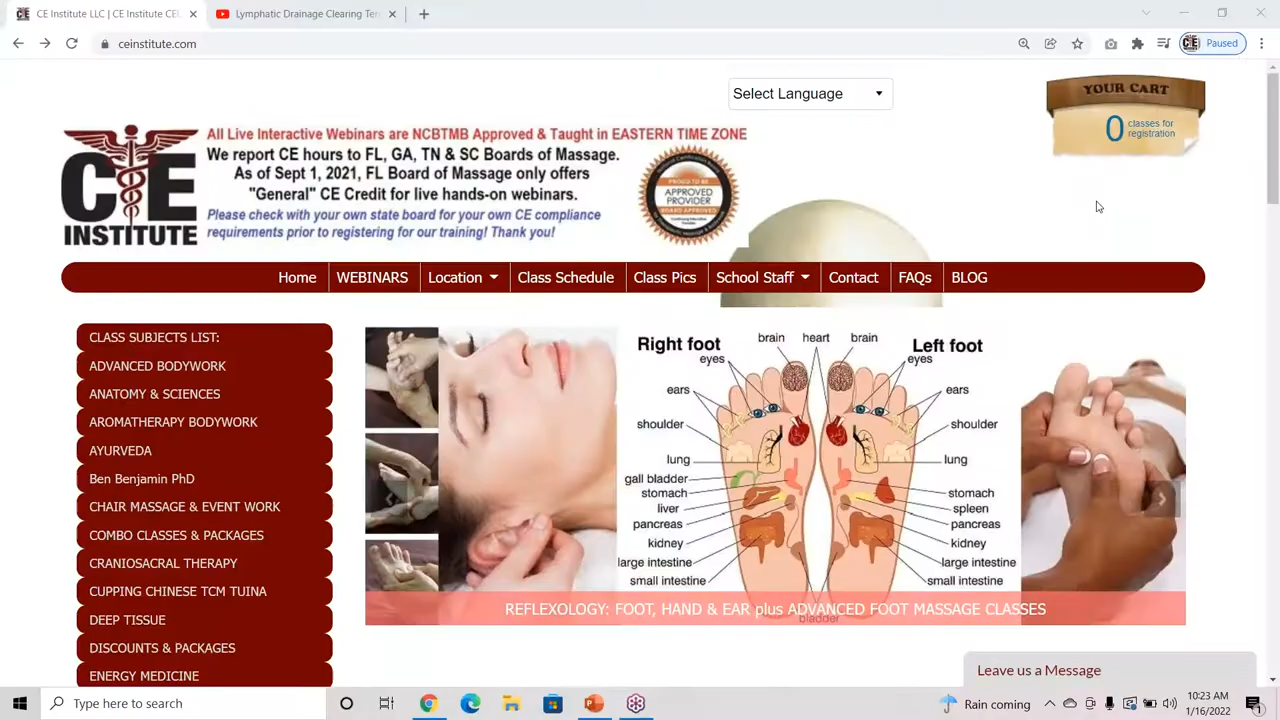 CE Institute LLC | CE Institute CEU
Lymphatic Drainage Clearing Ter
ceinstitute.com
Paused
Select Language
YOUR CART
0 classes for
registration
CE
INSTITUTE
All Live Interactive Webinars are NCBTMB Approved & Taught in EASTERN TIME ZONE
We report CE hours to FL, GA, TN & SC Boards of Massage.
As of Sept 1, 2021, FL Board of Massage only offers
"General" CE Credit for live hands-on webinars.
Please check with your own state board for your own CE compliance
requirements prior to registering for our training! Thank you!
PROUD TO BE
APPROVED
PROVIDER
BOARD APPROVED
Home
WEBINARS
Location
Class Schedule
Class Pics
School Staff
Contact
FAQs
BLOG
CLASS SUBJECTS LIST:
ADVANCED BODYWORK
ANATOMY & SCIENCES
AROMATHERAPY BODYWORK
AYURVEDA
Ben Benjamin PhD
CHAIR MASSAGE & EVENT WORK
COMBO CLASSES & PACKAGES
CRANIOSACRAL THERAPY
CUPPING CHINESE TCM TUINA
DEEP TISSUE
DISCOUNTS & PACKAGES
ENERGY MEDICINE
Right foot
brain
heart
brain
Left foot
eyes
eyes
ears
ears
shoulder
shoulder
lung
lung
gall bladder
stomach
stomach
liver
spleen
pancreas
pancreas
kidney
kidney
large intestine
large intestine
small intestine
small intestine
bladder
REFLEXOLOGY: FOOT, HAND & EAR plus ADVANCED FOOT MASSAGE CLASSES
Leave us a Message
Type here to search
Rain coming
10:23 AM
1/16/2022
1